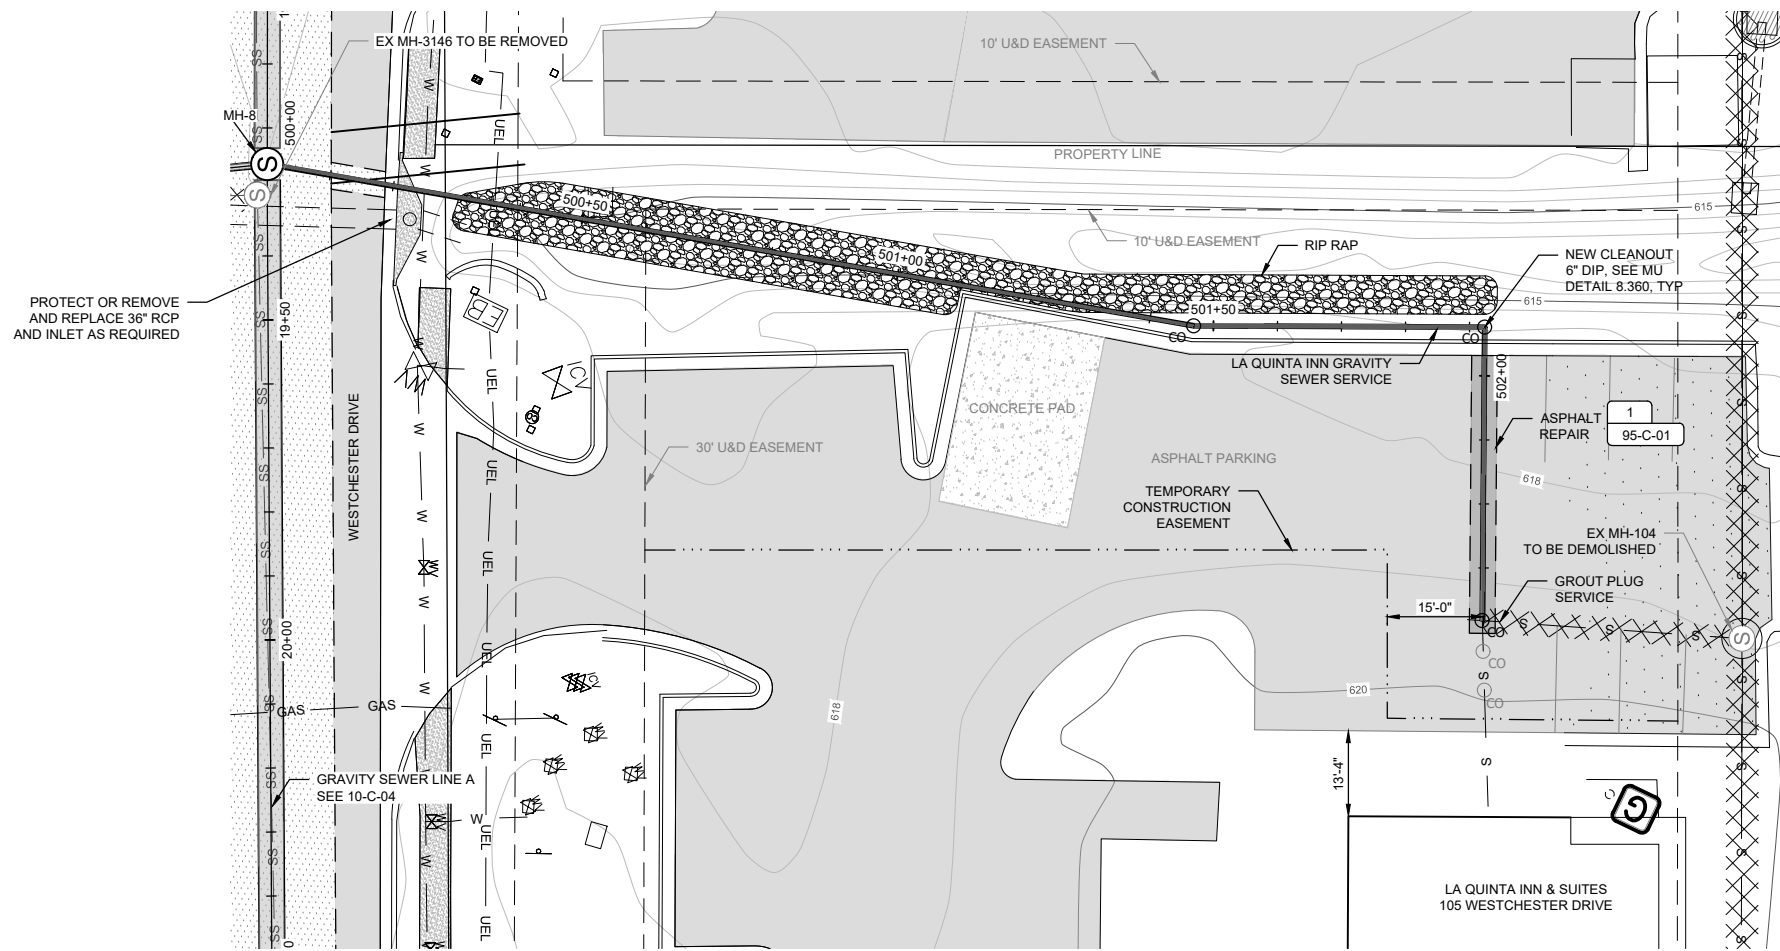 EX MH-3146 TO BE REMOVED
10' U&D EASEMENT
MH-8
500+00
PROPERTY LINE
UEL
W
S
SS
500+50
615
10' U&D EASEMENT
RIP RAP
501+00
NEW CLEANOUT
6" DIP, SEE MU
DETAIL 8.360, TYP
615
501+50
PROTECT OR REMOVE
AND REPLACE 36" RCP
AND INLET AS REQUIRED
19+50
EB
CO
CO
LA QUINTA INN GRAVITY
SEWER SERVICE
502+00
ICV
WESTCHESTER DRIVE
CONCRETE PAD
ASPHALT
REPAIR
1
95-C-01
30' U&D EASEMENT
ASPHALT PARKING
618
TEMPORARY
CONSTRUCTION
EASEMENT
EX MH-104
TO BE DEMOLISHED
GROUT PLUG
SERVICE
15'-0"
CO
CO
CO
S
20+00
620
618
GAS
GAS
13'-4"
GRAVITY SEWER LINE A
SEE 10-C-04
W
UEL
G
LA QUINTA INN & SUITES
105 WESTCHESTER DRIVE